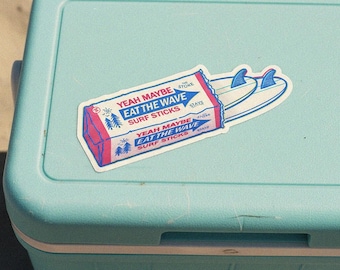 YEAH MAYBE
EAT THE WAVE
SURF STICKS
YEAH MAYBE
EAT THE WAVE
SURF STICKS